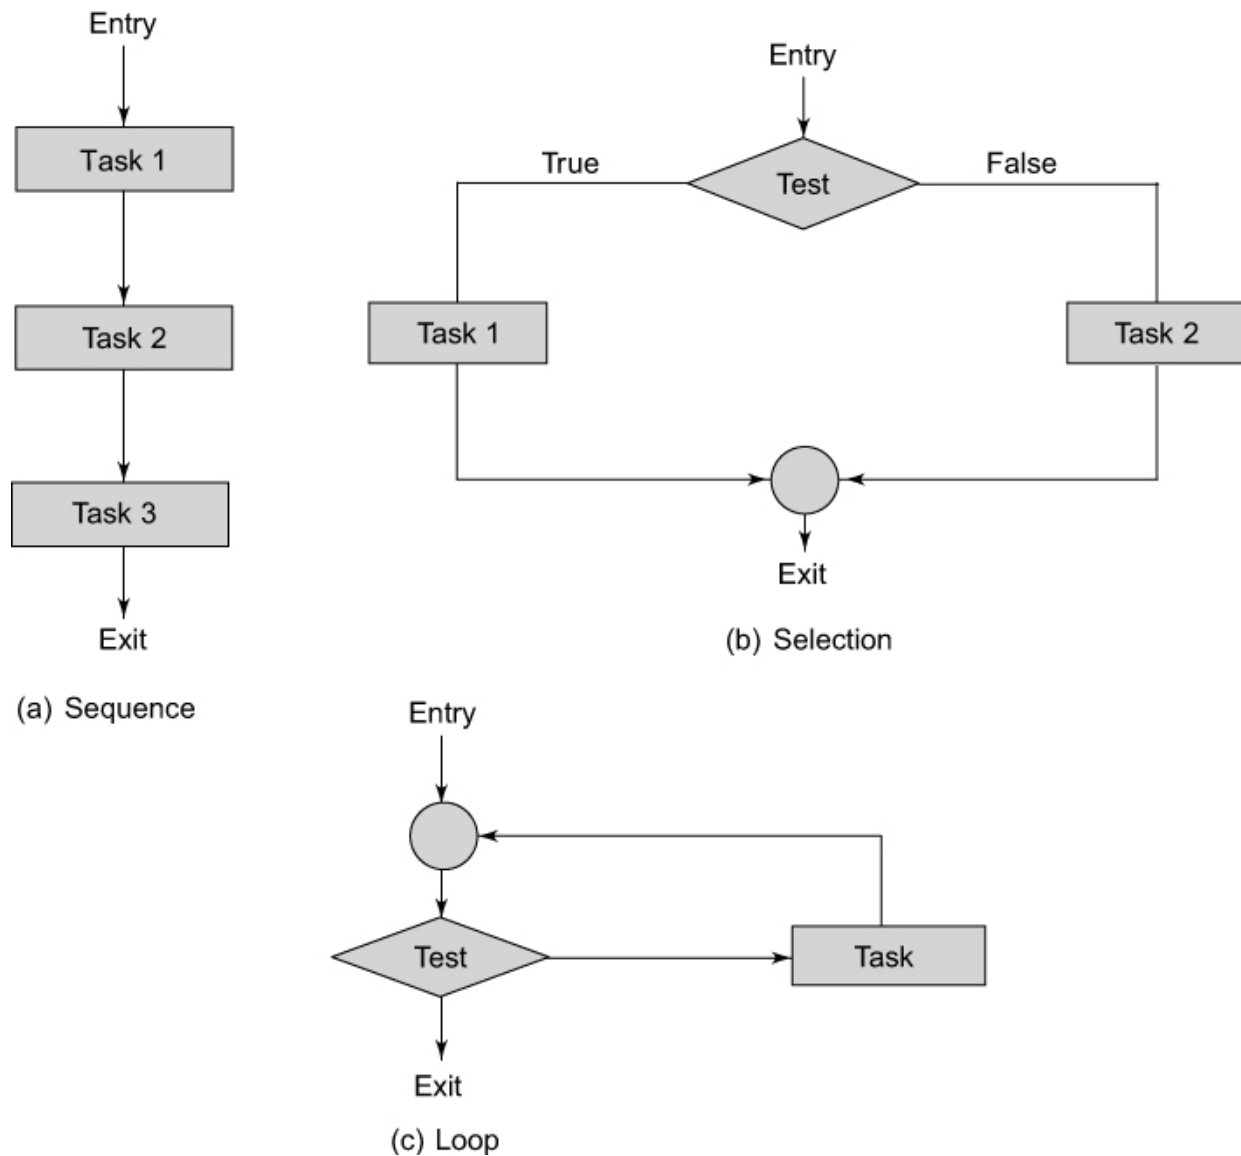 Entry
Task 1
Task 2
Task 3
Exit
(a) Sequence
Entry
True
Test
False
Task 1
Task 2
Exit
(b) Selection
Entry
Test
Task
Exit
(c) Loop